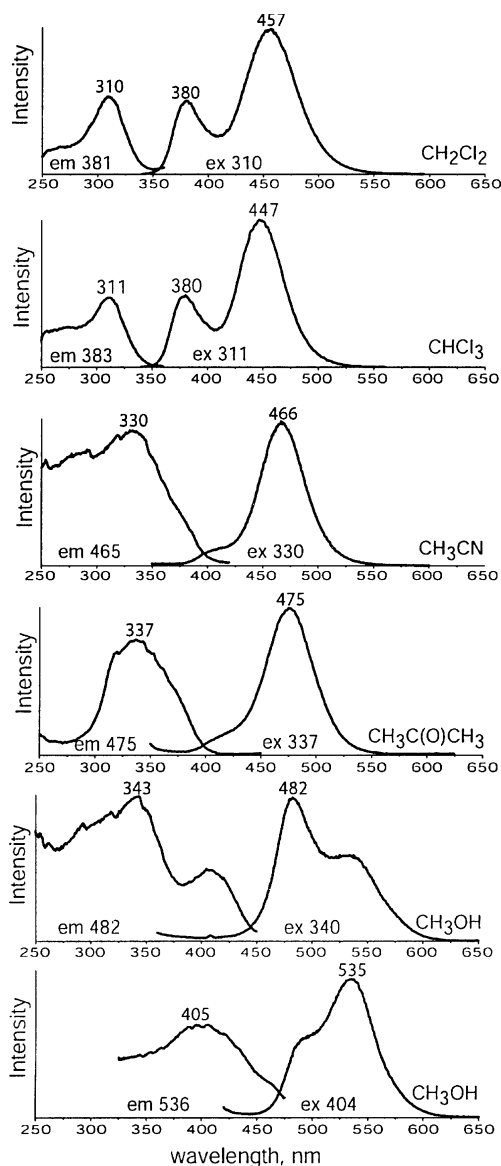 457
310
380
Intensity
em 381 ex 310 CH2Cl2
250 300 350 400 450 500 550 600 650
447
311 380
Intensity
em 383 ex 311 CHCl3
250 300 350 400 450 500 550 600 650
466
330
Intensity
em 465 ex 330 CH3CN
250 300 350 400 450 500 550 600 650
475
337
Intensity
em 475 ex 337 CH3C(O)CH3
250 300 350 400 450 500 550 600 650
343 482
Intensity
em 482 ex 340 CH3OH
250 300 350 400 450 500 550 600 650
535
405
Intensity
em 536 ex 404 CH3OH
250 300 350 400 450 500 550 600 650
wavelength, nm